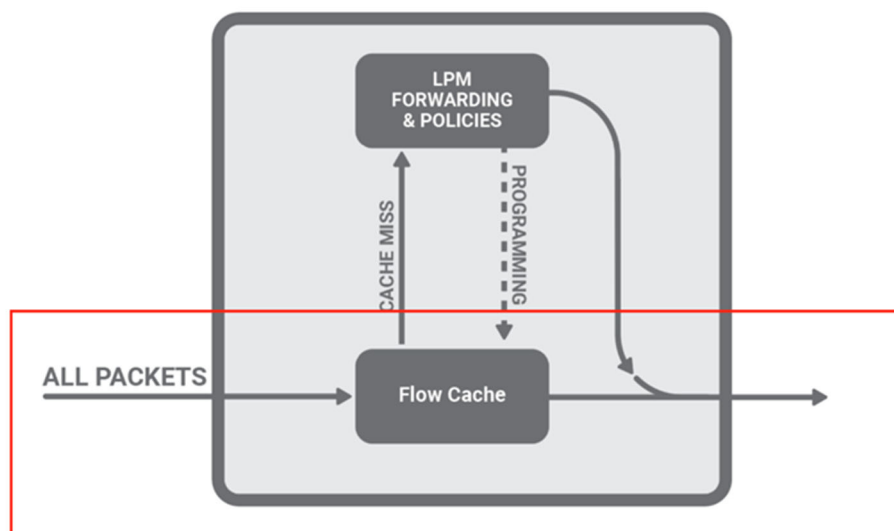 LPM
FORWARDING
& POLICIES
CACHE MISS
PROGRAMMING
ALL PACKETS
Flow Cache